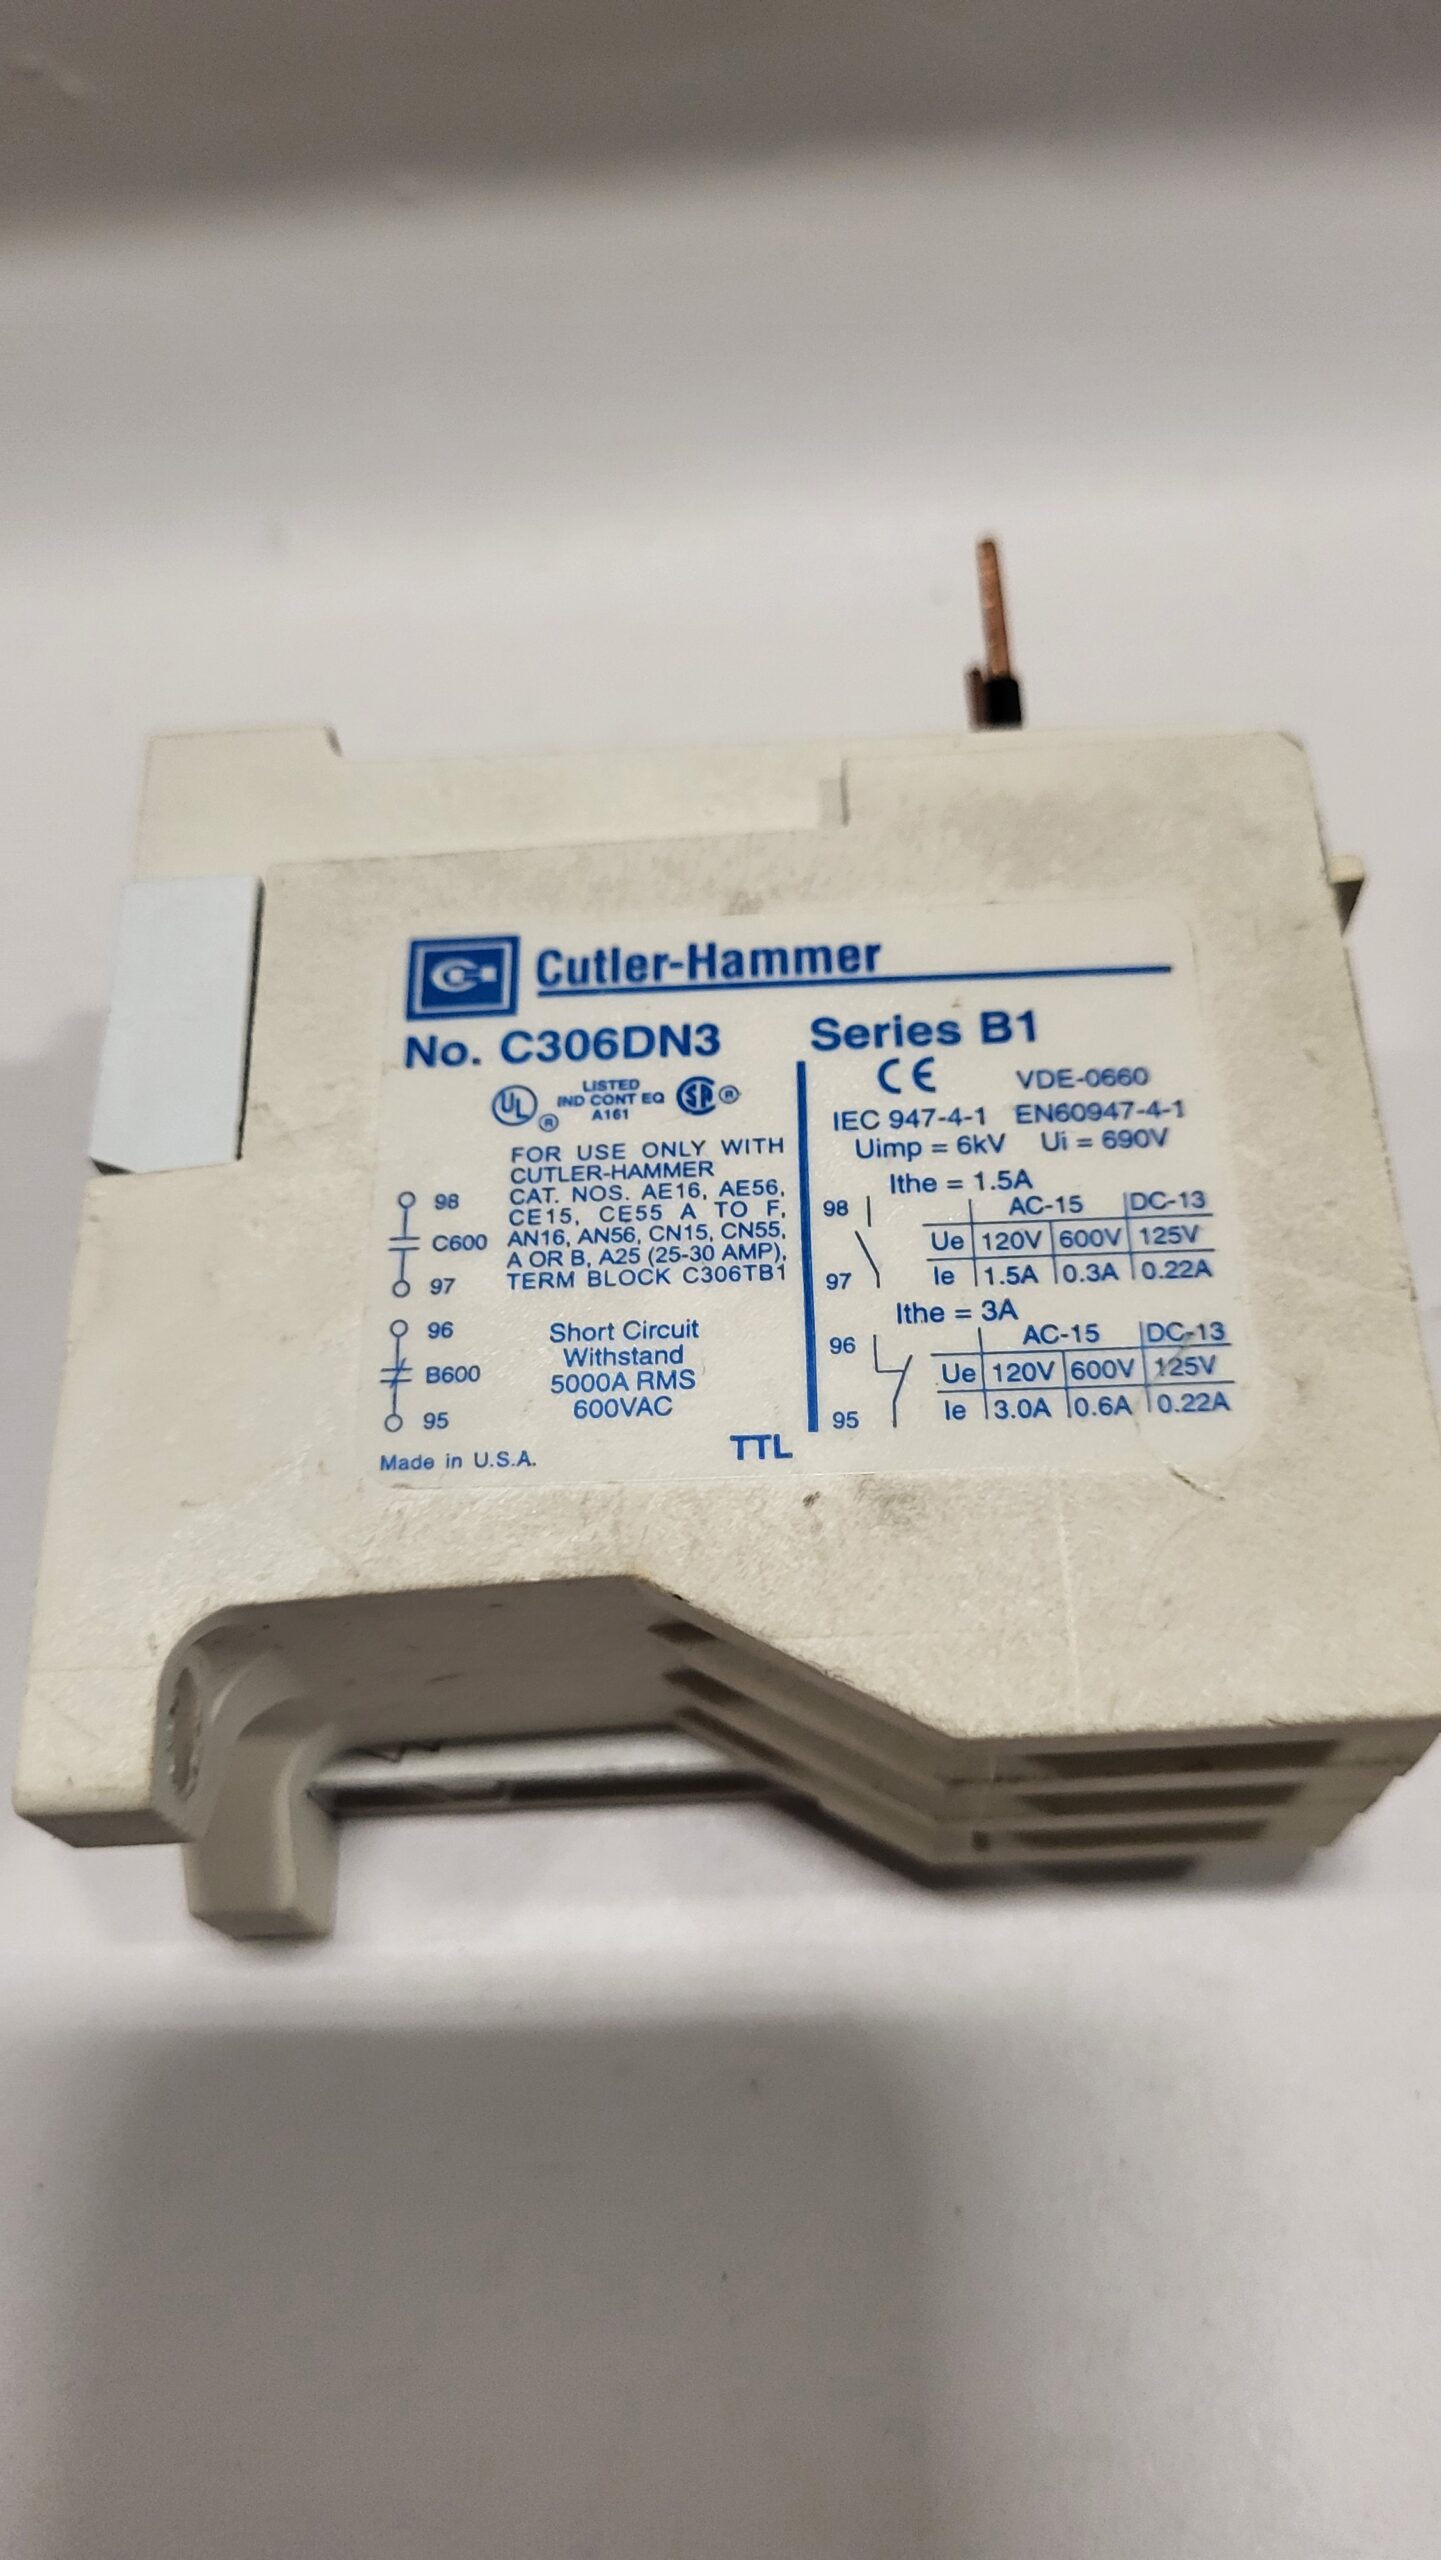 Cutler-Hammer
No. C306DN3
Series B1
UL ® LISTED
IND CONT EQ
A161
SA ®
FOR USE ONLY WITH
CUTLER-HAMMER
CAT. NOS. AE16, AE56,
CE15, CE55 A TO F,
AN16, AN56, CN15, CN55,
A OR B, A25 (25-30 AMP),
TERM BLOCK C306TB1
98
C600
97
96
B600
95
Short Circuit
Withstand
5000A RMS
600VAC
Made in U.S.A.
TTL
CE VDE-0660
IEC 947-4-1 EN60947-4-1
Uimp = 6kV Ui = 690V
Ithe = 1.5A
98
97
AC-15 DC-13
Ue 120V 600V 125V
Ie 1.5A 0.3A 0.22A
Ithe = 3A
96
95
AC-15 DC-13
Ue 120V 600V 125V
Ie 3.0A 0.6A 0.22A